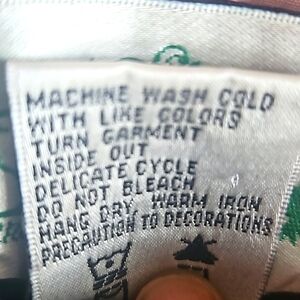 MACHINE WASH COLD
WITH LIKE COLORS
TURN GARMENT
INSIDE OUT
DELICATE CYCLE
DO NOT BLEACH
HANG DRY, WARM IRON
PRECAUTION TO DECORATIONS